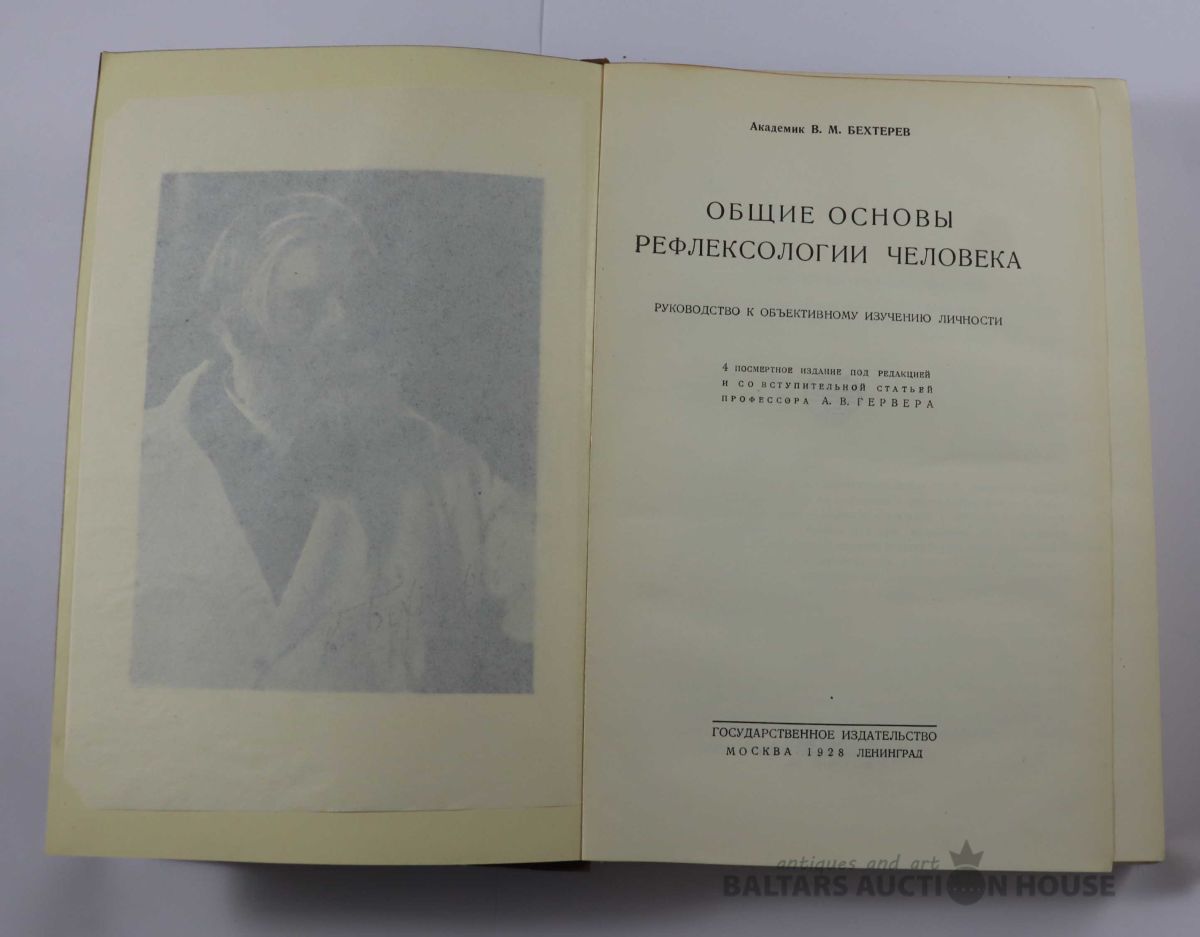 Академик В. М. БЕХТЕРЕВ
ОБЩИЕ ОСНОВЫ
РЕФЛЕКСОЛОГИИ ЧЕЛОВЕКА
РУКОВОДСТВО К ОБЪЕКТИВНОМУ ИЗУЧЕНИЮ ЛИЧНОСТИ
4 ПОСМЕРТНОЕ ИЗДАНИЕ ПОД РЕДАКЦИЕЙ
И СО ВСТУПИТЕЛЬНОЙ СТАТЬЕЙ
ПРОФЕССОРА А. В. ГЕРВЕРА
ГОСУДАРСТВЕННОЕ ИЗДАТЕЛЬСТВО
МОСКВА 1928 ЛЕНИНГРАД
antiques and art
BALTARS AUCTION HOUSE